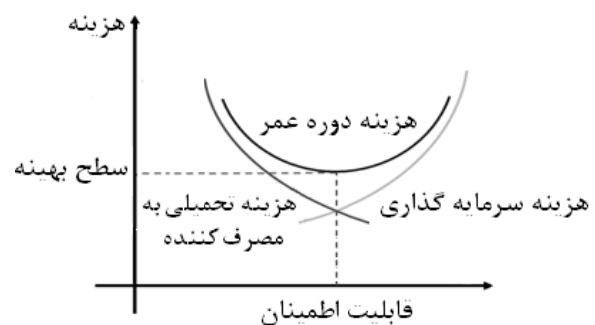 هزینه
هزینه دوره عمر
سطح بهینه
هزینه تحمیلی به
مصرف کننده
هزینه سرمایه گذاری
قابلیت اطمینان